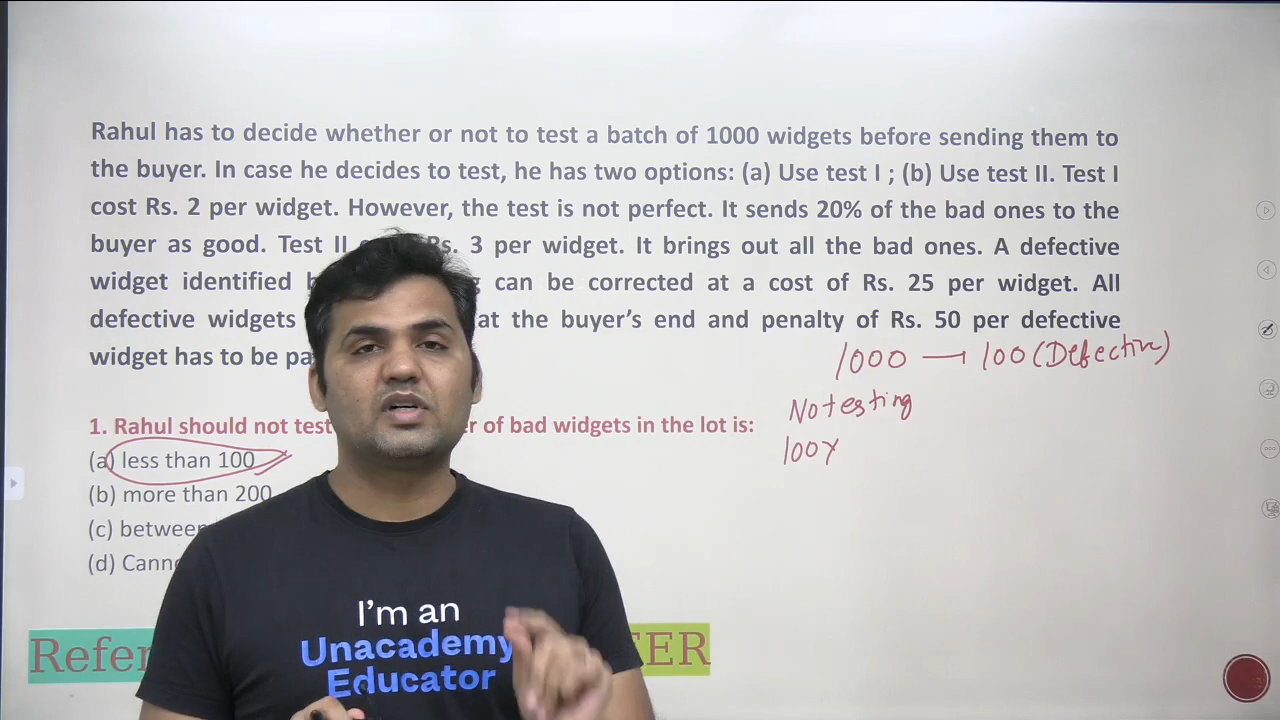 Rahul has to decide whether or not to test a batch of 1000 widgets before sending them to
the buyer. In case he decides to test, he has two options: (a) Use test I ; (b) Use test II. Test I
cost Rs. 2 per widget. However, the test is not perfect. It sends 20% of the bad ones to the
buyer as good. Test II Rs. 3 per widget. It brings out all the bad ones. A defective
widget identified can be corrected at a cost of Rs. 25 per widget. All
defective widgets at the buyer's end and penalty of Rs. 50 per defective
widget has to be
1000 → 100 (Defective)
1. Rahul should not test of bad widgets in the lot is:
No testing
(a) less than 100
100x
(b) more than 200
(c) between
(d)
I'm an
Unacademy
Educator